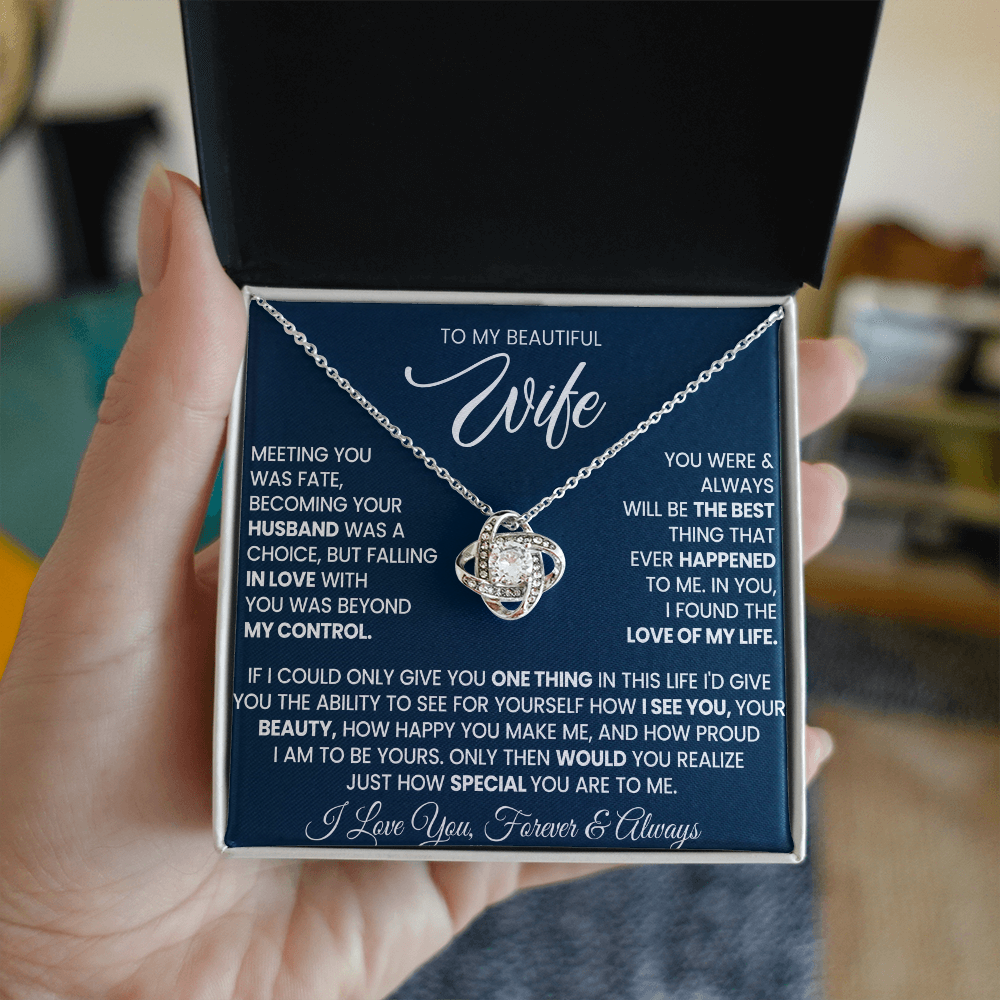 TO MY BEAUTIFUL
Wife
MEETING YOU
WAS FATE,
BECOMING YOUR
HUSBAND WAS A
CHOICE, BUT FALLING
IN LOVE WITH
YOU WAS BEYOND
MY CONTROL.
YOU WERE &
ALWAYS
WILL BE THE BEST
THING THAT
EVER HAPPENED
TO ME. IN YOU,
I FOUND THE
LOVE OF MY LIFE.
IF I COULD ONLY GIVE YOU ONE THING IN THIS LIFE I'D GIVE
YOU THE ABILITY TO SEE FOR YOURSELF HOW I SEE YOU, YOUR
BEAUTY, HOW HAPPY YOU MAKE ME, AND HOW PROUD
I AM TO BE YOURS. ONLY THEN WOULD YOU REALIZE
JUST HOW SPECIAL YOU ARE TO ME.
I Love You, Forever & Always